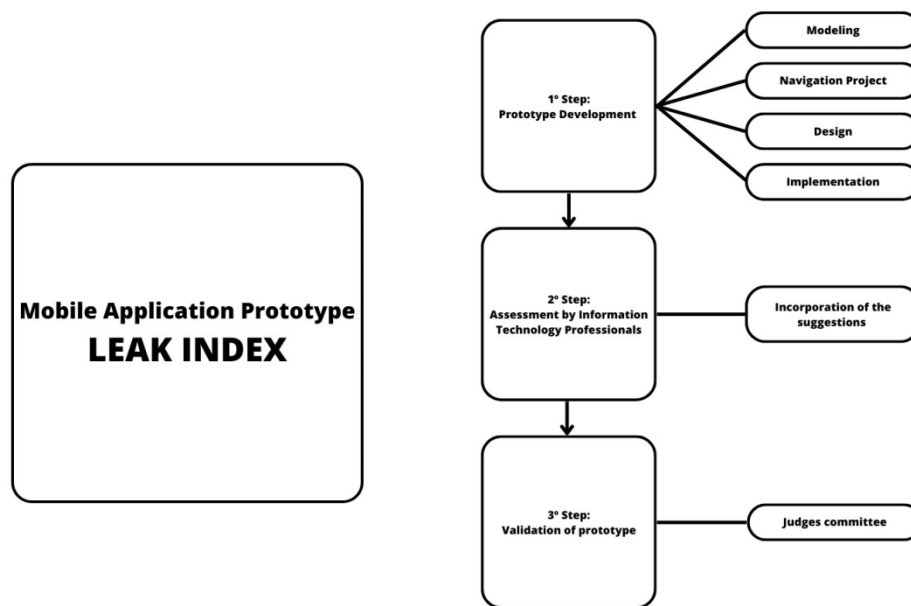 Mobile Application Prototype
LEAK INDEX
1º Step:
Prototype Development
Modeling
Navigation Project
Design
Implementation
2º Step:
Assessment by Information
Technology Professionals
Incorporation of the
suggestions
3º Step:
Validation of prototype
Judges committee